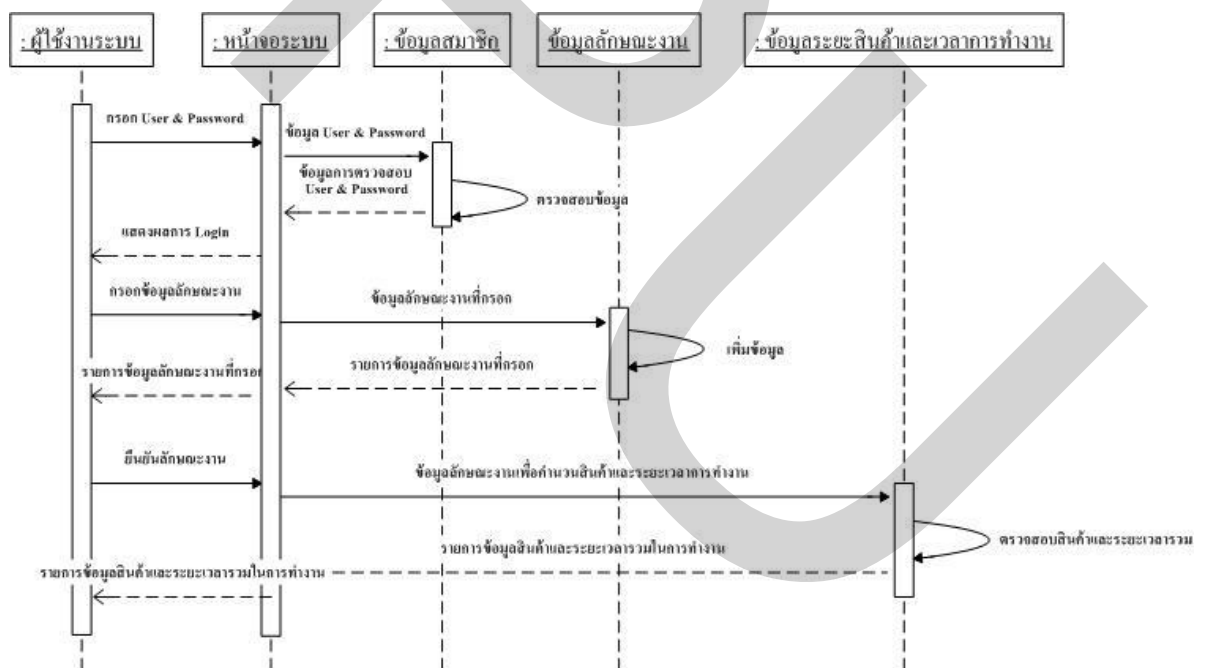 : ผู้ใช้งานระบบ
: หน้าจอระบบ
: ข้อมูลสมาชิก
ข้อมูลลักษณะงาน
: ข้อมูลระยะสินค้าและเวลาการทำงาน
กรอก User & Password
ข้อมูล User & Password
ข้อมูลการตรวจสอบ
User & Password
ตรวจสอบข้อมูล
แสดงผลการ Login
กรอกข้อมูลลักษณะงาน
ข้อมูลลักษณะงานที่กรอก
เพิ่มข้อมูล
รายการข้อมูลลักษณะงานที่กรอก
รายการข้อมูลลักษณะงานที่กรอก
ยืนยันลักษณะงาน
ข้อมูลลักษณะงานเพื่อคำนวนสินค้าและระยะเวลาการทำงาน
ตรวจสอบสินค้าและระยะเวลารวม
รายการข้อมูลสินค้าและระยะเวลารวมในการทำงาน
รายการข้อมูลสินค้าและระยะเวลารวมในการทำงาน